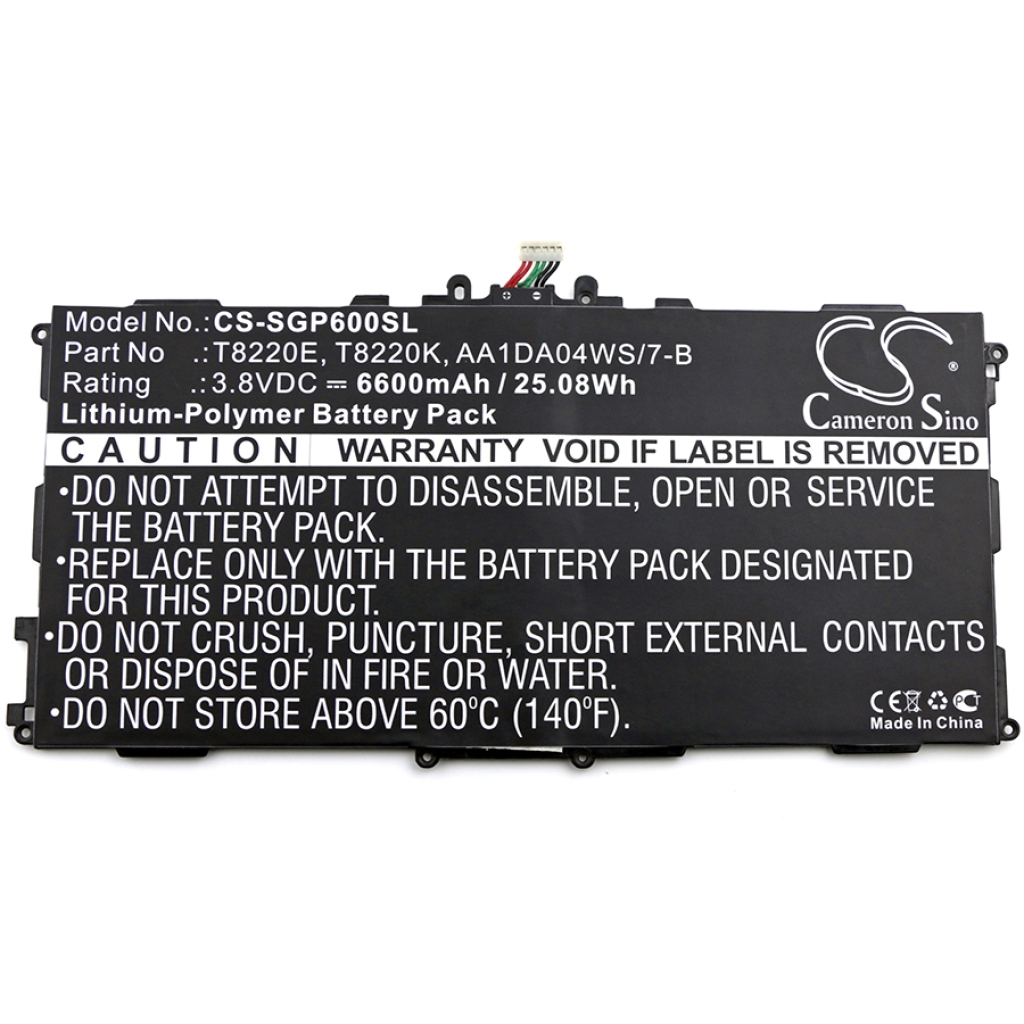 + −
Model No.: CS-SGP600SL
Part No .: T8220E, T8220K, AA1DA04WS/7-B
Rating .: 3.8VDC ⎓ 6600mAh / 25.08Wh
Lithium-Polymer Battery Pack
CS ®
Cameron Sino
CAUTION WARRANTY VOID IF LABEL IS REMOVED
•DO NOT ATTEMPT TO DISASSEMBLE, OPEN OR SERVICE
THE BATTERY PACK.
•REPLACE ONLY WITH THE BATTERY PACK DESIGNATED
FOR THIS PRODUCT.
•DO NOT CRUSH, PUNCTURE, SHORT EXTERNAL CONTACTS
OR DISPOSE OF IN FIRE OR WATER.
•DO NOT STORE ABOVE 60°C (140°F).
CE PCT
Made In China